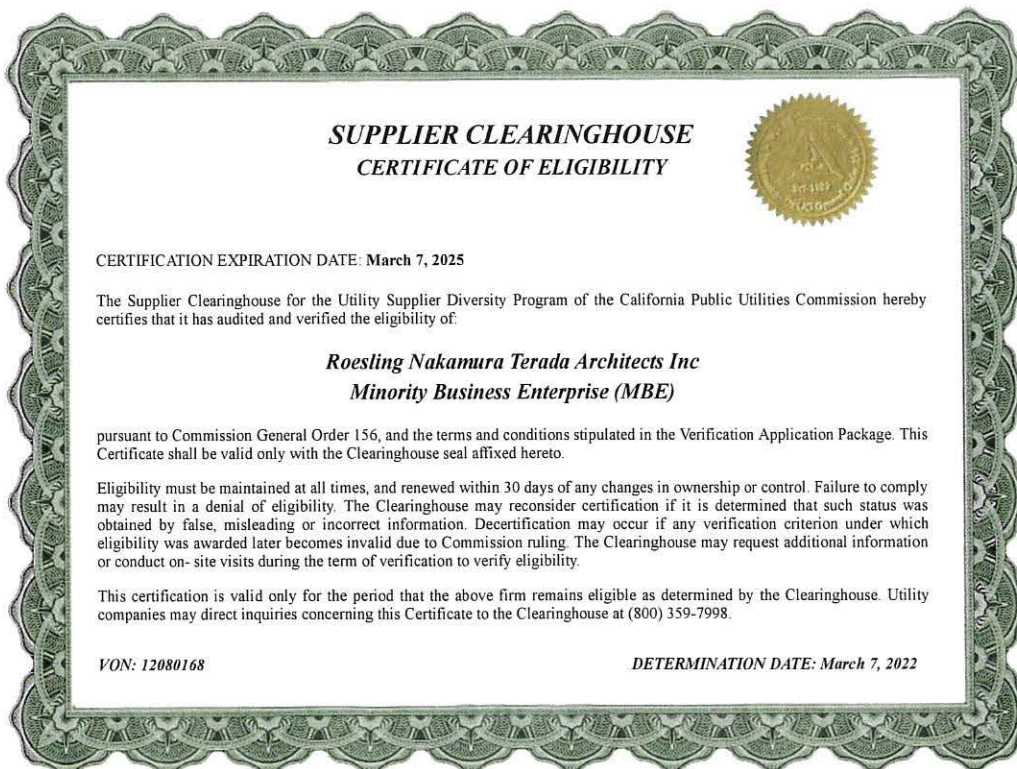 SUPPLIER CLEARINGHOUSE
CERTIFICATE OF ELIGIBILITY
CERTIFICATION EXPIRATION DATE: March 7, 2025
The Supplier Clearinghouse for the Utility Supplier Diversity Program of the California Public Utilities Commission hereby
certifies that it has audited and verified the eligibility of:
Roesling Nakamura Terada Architects Inc
Minority Business Enterprise (MBE)
pursuant to Commission General Order 156, and the terms and conditions stipulated in the Verification Application Package. This
Certificate shall be valid only with the Clearinghouse seal affixed hereto.
Eligibility must be maintained at all times, and renewed within 30 days of any changes in ownership or control. Failure to comply
may result in a denial of eligibility. The Clearinghouse may reconsider certification if it is determined that such status was
obtained by false, misleading or incorrect information. Decertification may occur if any verification criterion under which
eligibility was awarded later becomes invalid due to Commission ruling. The Clearinghouse may request additional information
or conduct on- site visits during the term of verification to verify eligibility.
This certification is valid only for the period that the above firm remains eligible as determined by the Clearinghouse. Utility
companies may direct inquiries concerning this Certificate to the Clearinghouse at (800) 359-7998.
VON: 12080168
DETERMINATION DATE: March 7, 2022